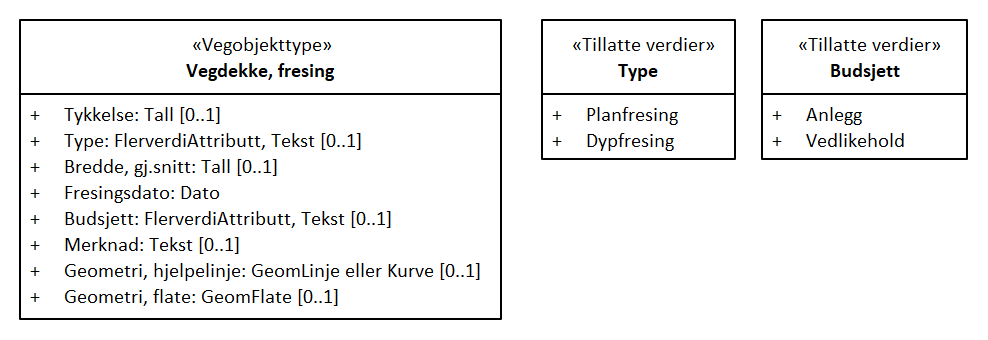 «Vegobjekttype»
Vegdekke, fresing
+ Tykkelse: Tall [0..1]
+ Type: FlerverdiAttributt, Tekst [0..1]
+ Bredde, gj.snitt: Tall [0..1]
+ Fresingsdato: Dato
+ Budsjett: FlerverdiAttributt, Tekst [0..1]
+ Merknad: Tekst [0..1]
+ Geometri, hjelpelinje: GeomLinje eller Kurve [0..1]
+ Geometri, flate: GeomFlate [0..1]
«Tillatte verdier»
Type
+ Planfresing
+ Dypfresing
«Tillatte verdier»
Budsjett
+ Anlegg
+ Vedlikehold